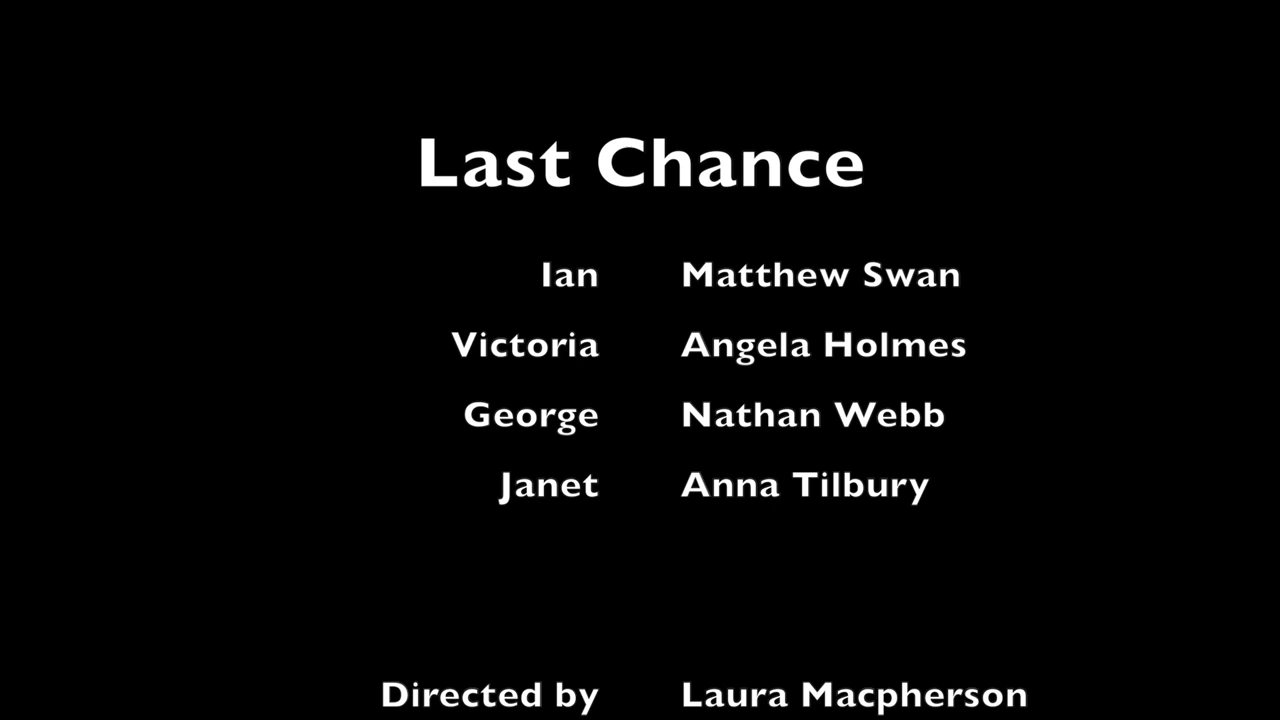 Last Chance
Ian Matthew Swan
Victoria Angela Holmes
George Nathan Webb
Janet Anna Tilbury
Directed by Laura Macpherson